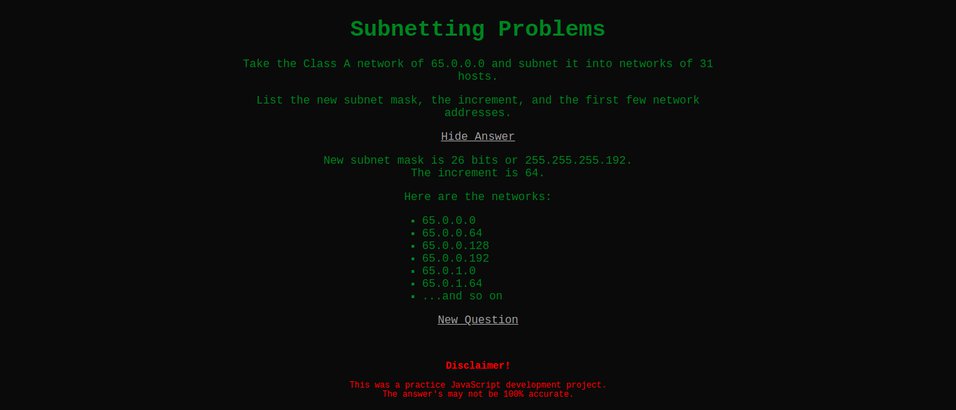 Subnetting Problems
Take the Class A network of 65.0.0.0 and subnet it into networks of 31
hosts.
List the new subnet mask, the increment, and the first few network
addresses.
Hide Answer
New subnet mask is 26 bits or 255.255.255.192.
The increment is 64.
Here are the networks:
• 65.0.0.0
• 65.0.0.64
• 65.0.0.128
• 65.0.0.192
• 65.0.1.0
• 65.0.1.64
• ...and so on
New Question
Disclaimer!
This was a practice JavaScript development project.
The answer's may not be 100% accurate.